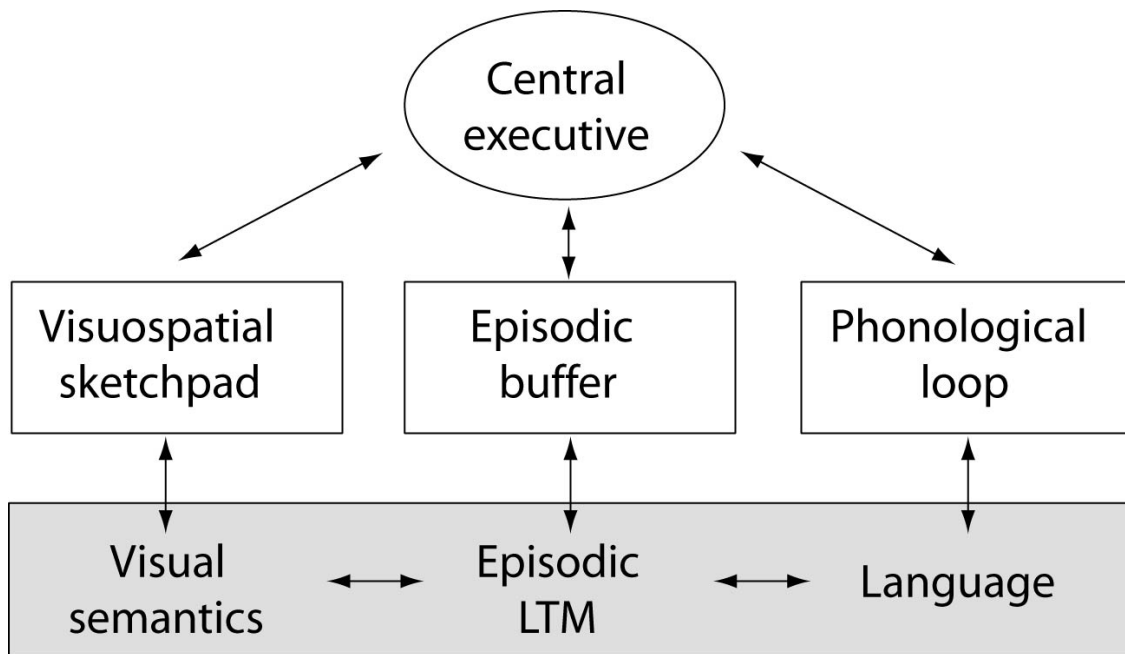 Central
executive
Visuospatial
sketchpad
Episodic
buffer
Phonological
loop
Visual
semantics
Episodic
LTM
Language